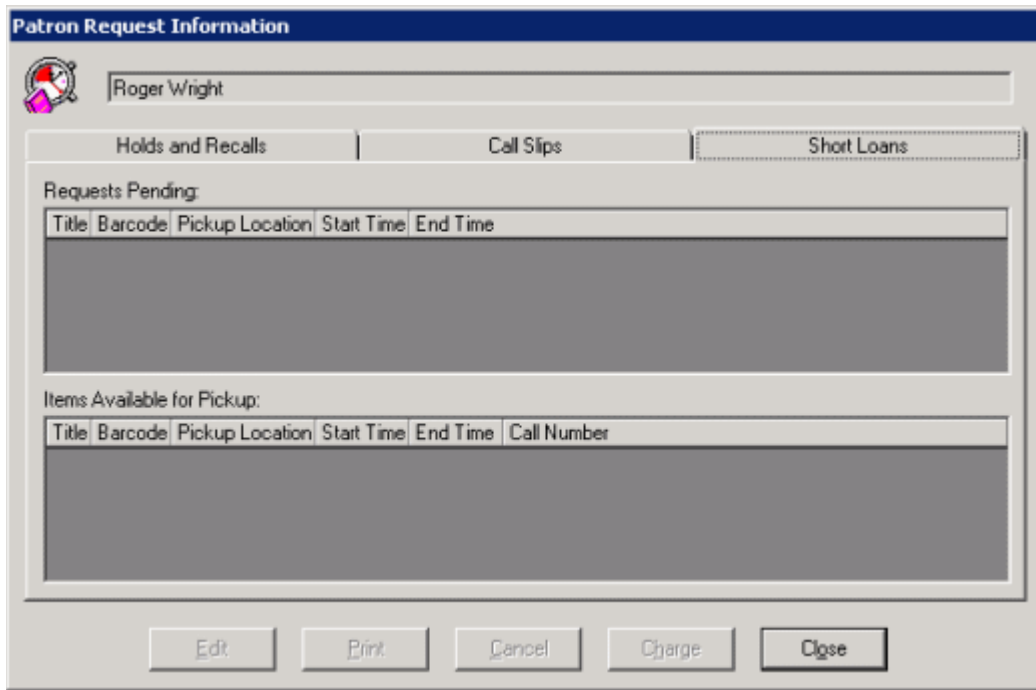 Patron Request Information
Roger Wright
Holds and Recalls Call Slips Short Loans
Requests Pending:
Title Barcode Pickup Location Start Time End Time
Items Available for Pickup:
Title Barcode Pickup Location Start Time End Time Call Number
Edit Print Cancel Charge Close